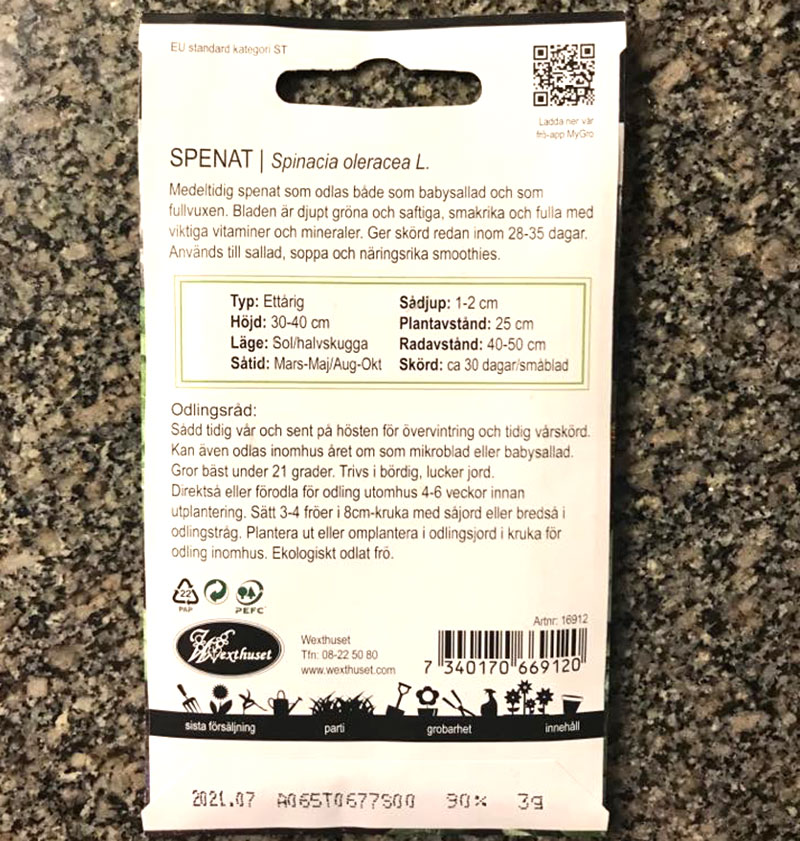 EU standard kategori ST
Ladda ner vår
frö-app MyGro
SPENAT | Spinacia oleracea L.
Medeltidig spenat som odlas både som babysallad och som
fullvuxen. Bladen är djupt gröna och saftiga, smakrika och fulla med
viktiga vitaminer och mineraler. Ger skörd redan inom 28-35 dagar.
Används till sallad, soppa och näringsrika smoothies.
Typ: Ettårig Sådjup: 1-2 cm
Höjd: 30-40 cm Plantavstånd: 25 cm
Läge: Sol/halvskugga Radavstånd: 40-50 cm
Såtid: Mars-Maj/Aug-Okt Skörd: ca 30 dagar/småblad
Odlingsråd:
Sådd tidig vår och sent på hösten för övervintring och tidig vårskörd.
Kan även odlas inomhus året om som mikroblad eller babysallad.
Gror bäst under 21 grader. Trivs i bördig, lucker jord.
Direktså eller förodla för odling utomhus 4-6 veckor innan
utplantering. Sätt 3-4 fröer i 8cm-kruka med såjord eller bredså i
odlingstråg. Plantera ut eller omplantera i odlingsjord i kruka för
odling inomhus. Ekologiskt odlat frö.
22
PAP
PEFC
Artnr: 16912
Wexthuset
Wexthuset
Tfn: 08-22 50 80
www.wexthuset.com
7 340170 669120
sista försäljning parti grobarhet innehåll
2021.07 A065T0677S00 90% 3g